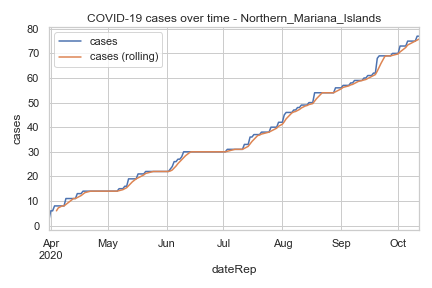 COVID-19 cases over time - Northern_Mariana_Islands
cases
cases (rolling)
80
70
60
50
40
30
20
10
0
cases
Apr May Jun Jul Aug Sep Oct
2020
dateRep